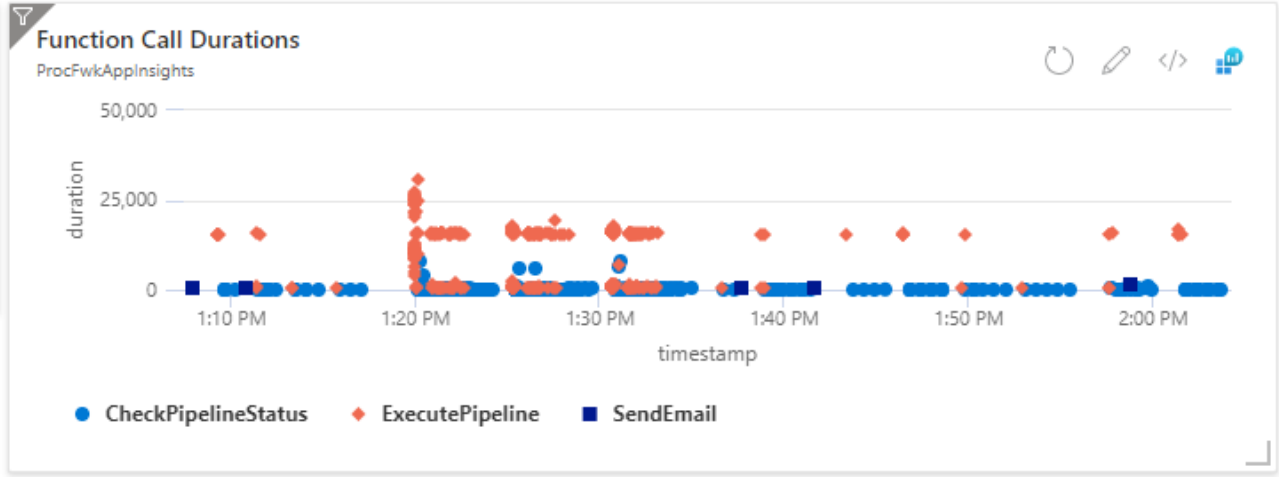 Function Call Durations
ProcFwkAppInsights
</>
50,000
25,000
0
duration
1:10 PM 1:20 PM 1:30 PM 1:40 PM 1:50 PM 2:00 PM
timestamp
CheckPipelineStatus ExecutePipeline SendEmail